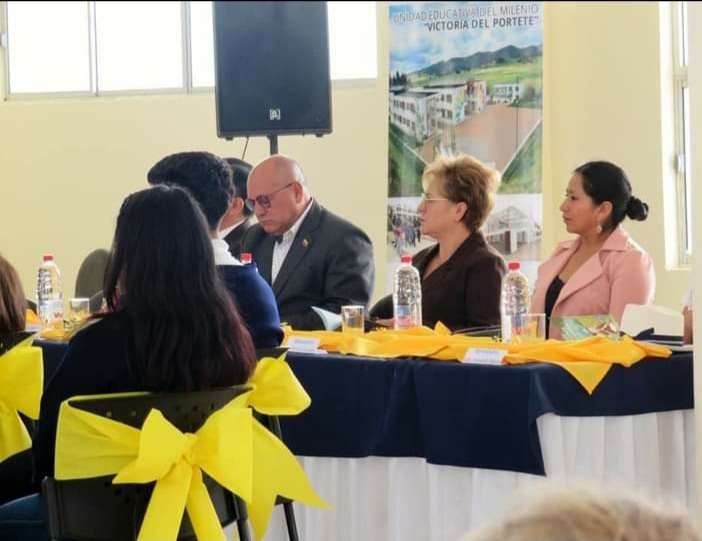 UNIDAD EDUCATIVA DEL MILENIO
"VICTORIA DEL PORTETE"